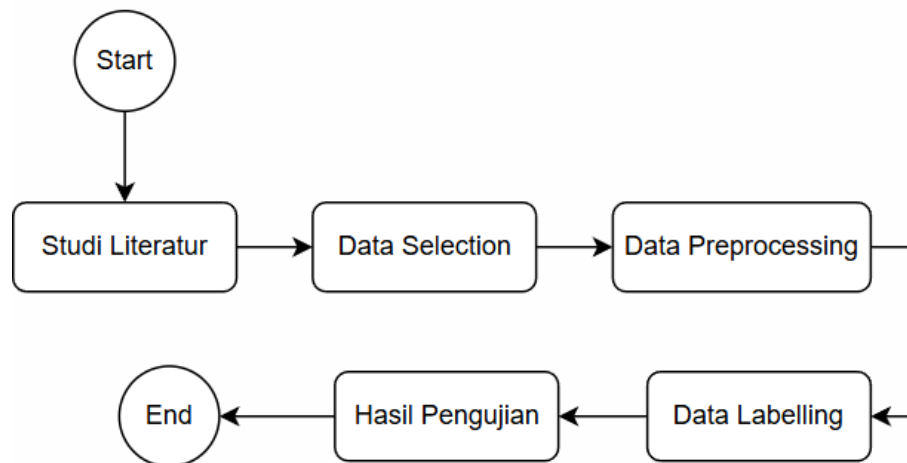 Start
Studi Literatur
Data Selection
Data Preprocessing
Data Labelling
Hasil Pengujian
End